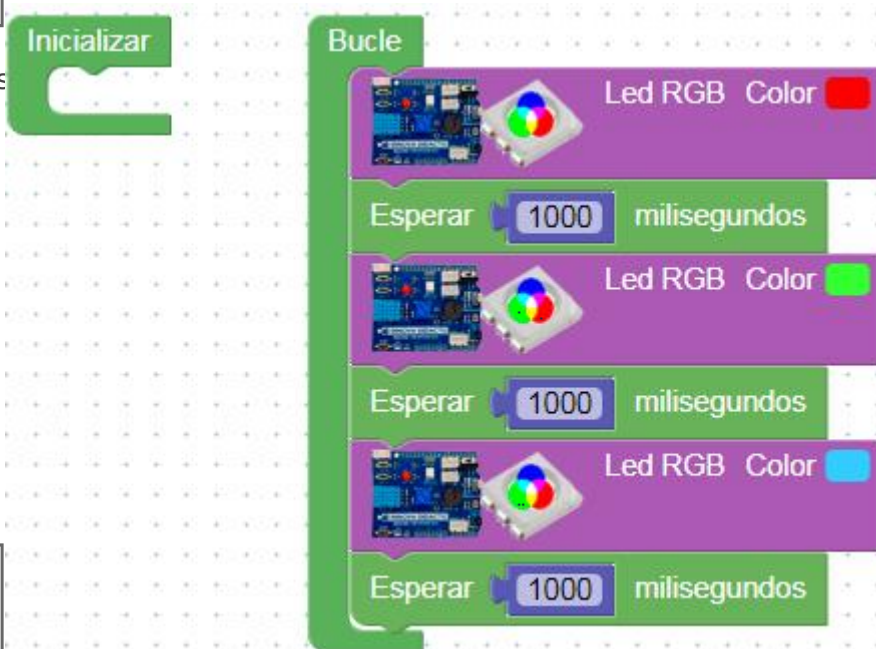 Inicializar
Bucle
Led RGB Color
Esperar 1000 milisegundos
Led RGB Color
Esperar 1000 milisegundos
Led RGB Color
Esperar 1000 milisegundos